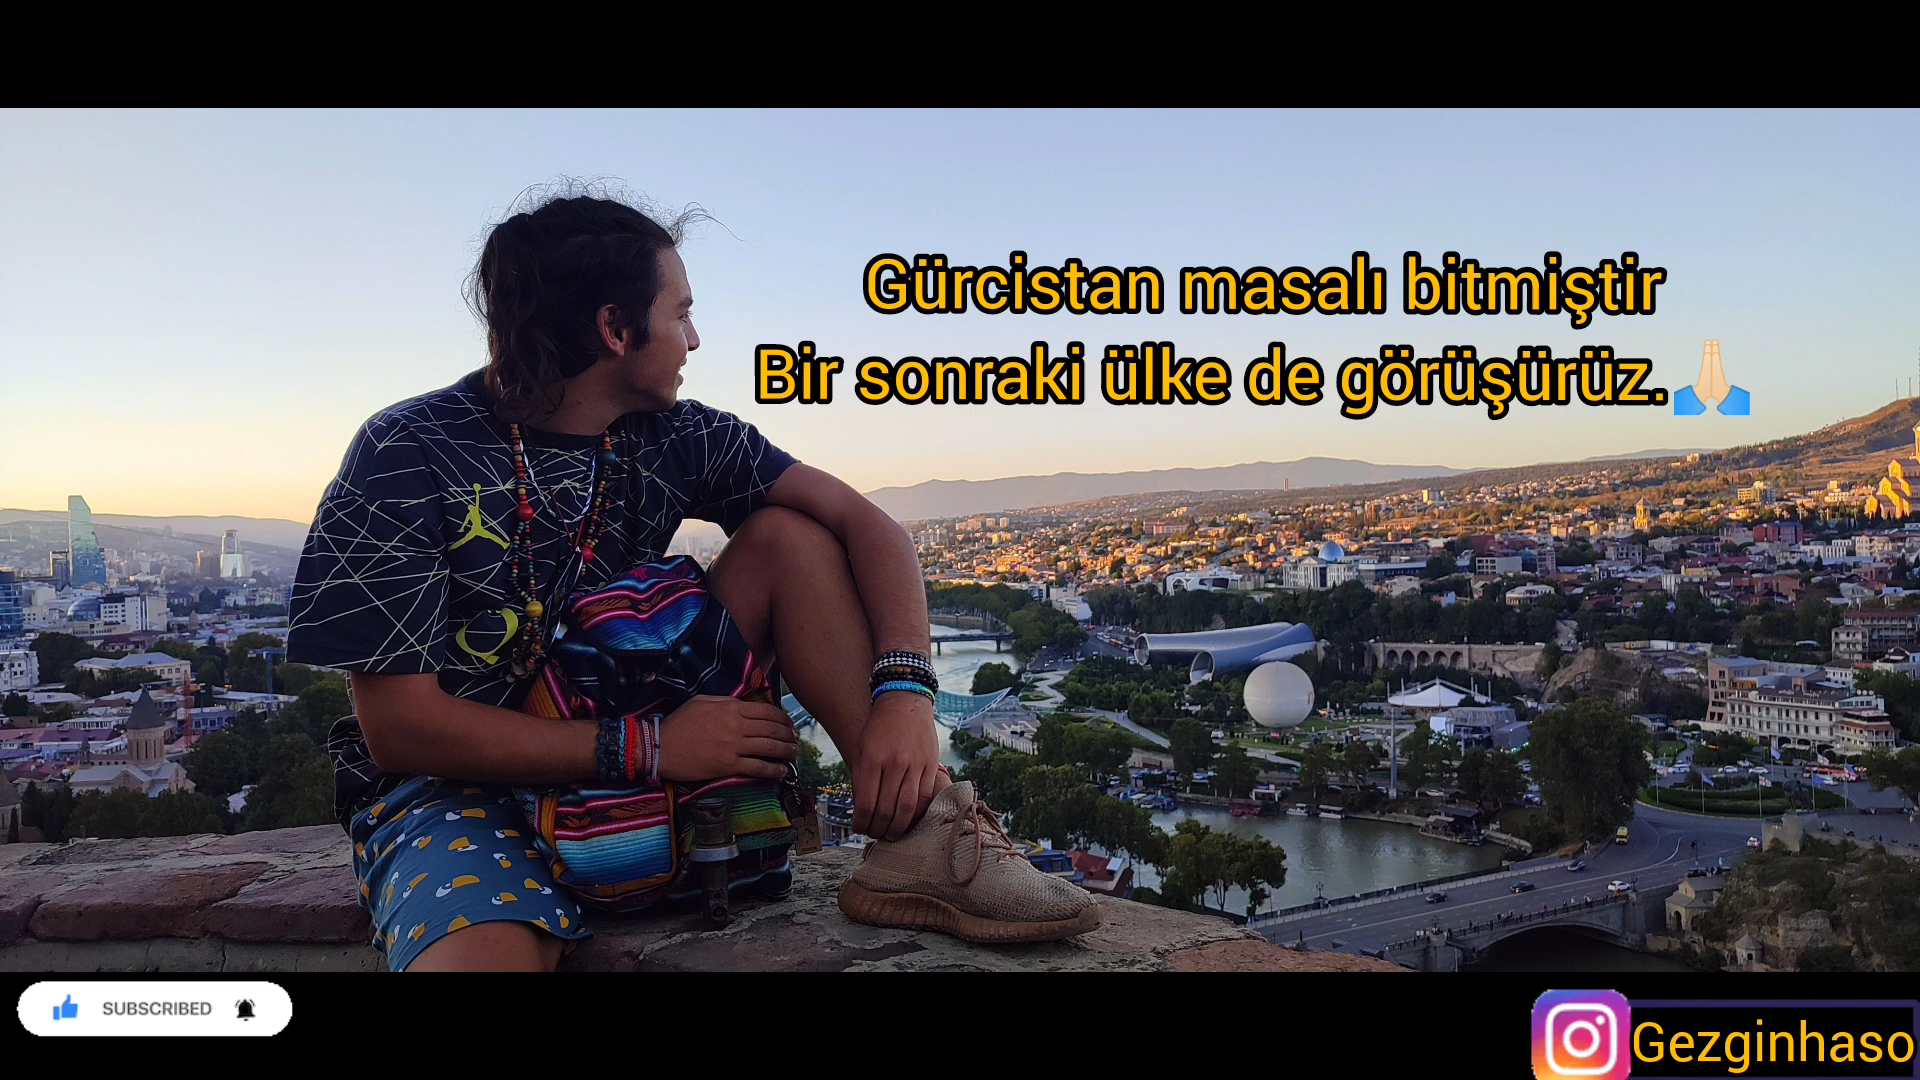 Gürcistan masalı bitmiştir
Bir sonraki ülke de görüşürüz.🙏🏻
SUBSCRIBED
Gezginhaso